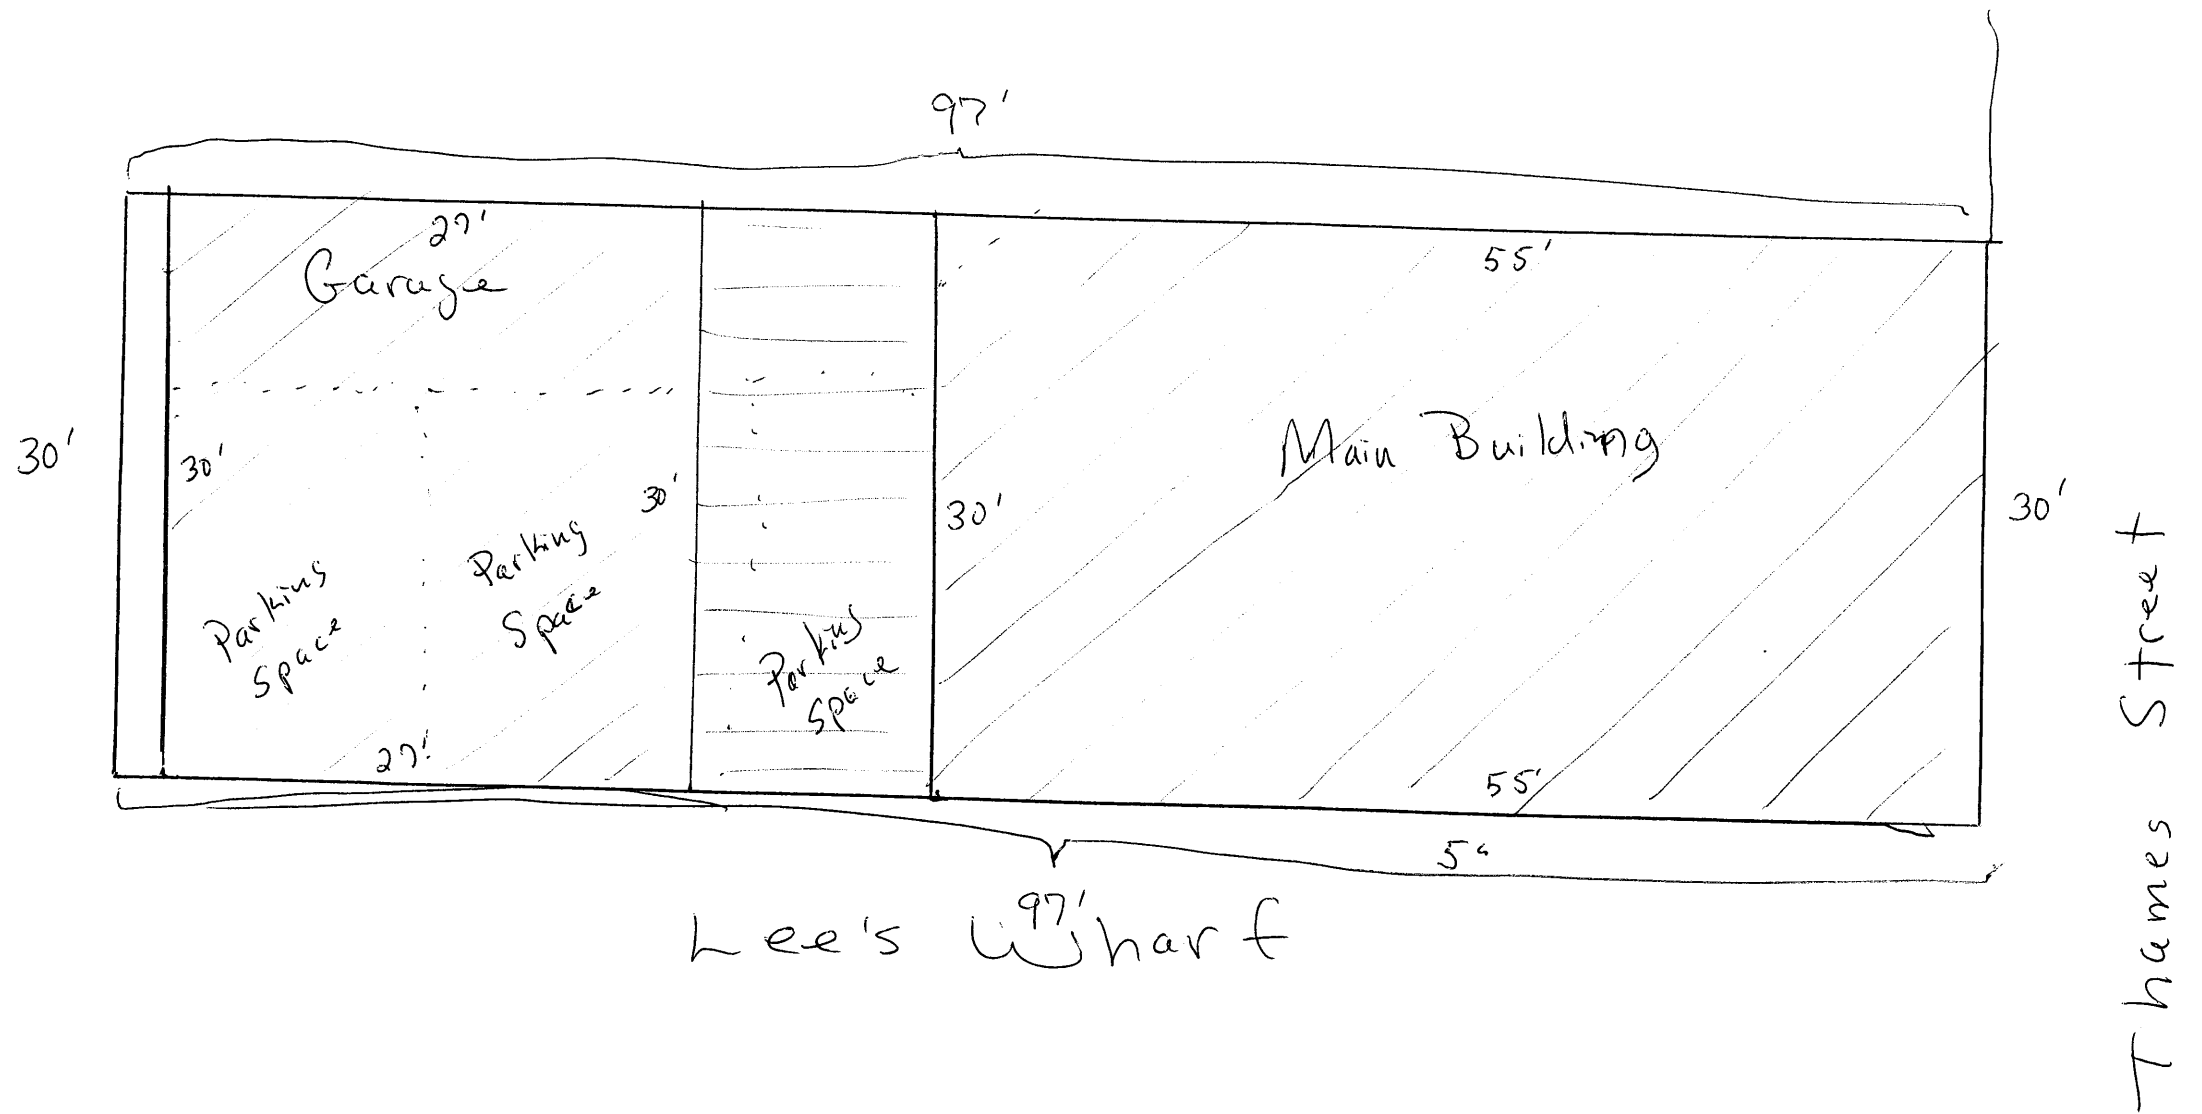 97'
27'
Garage
55'
30'
30'
30'
30'
30'
Main Building
Parking
Space
Parking
Space
Parking
Space
27'
55'
97'
Lee's Wharf
Thames Street